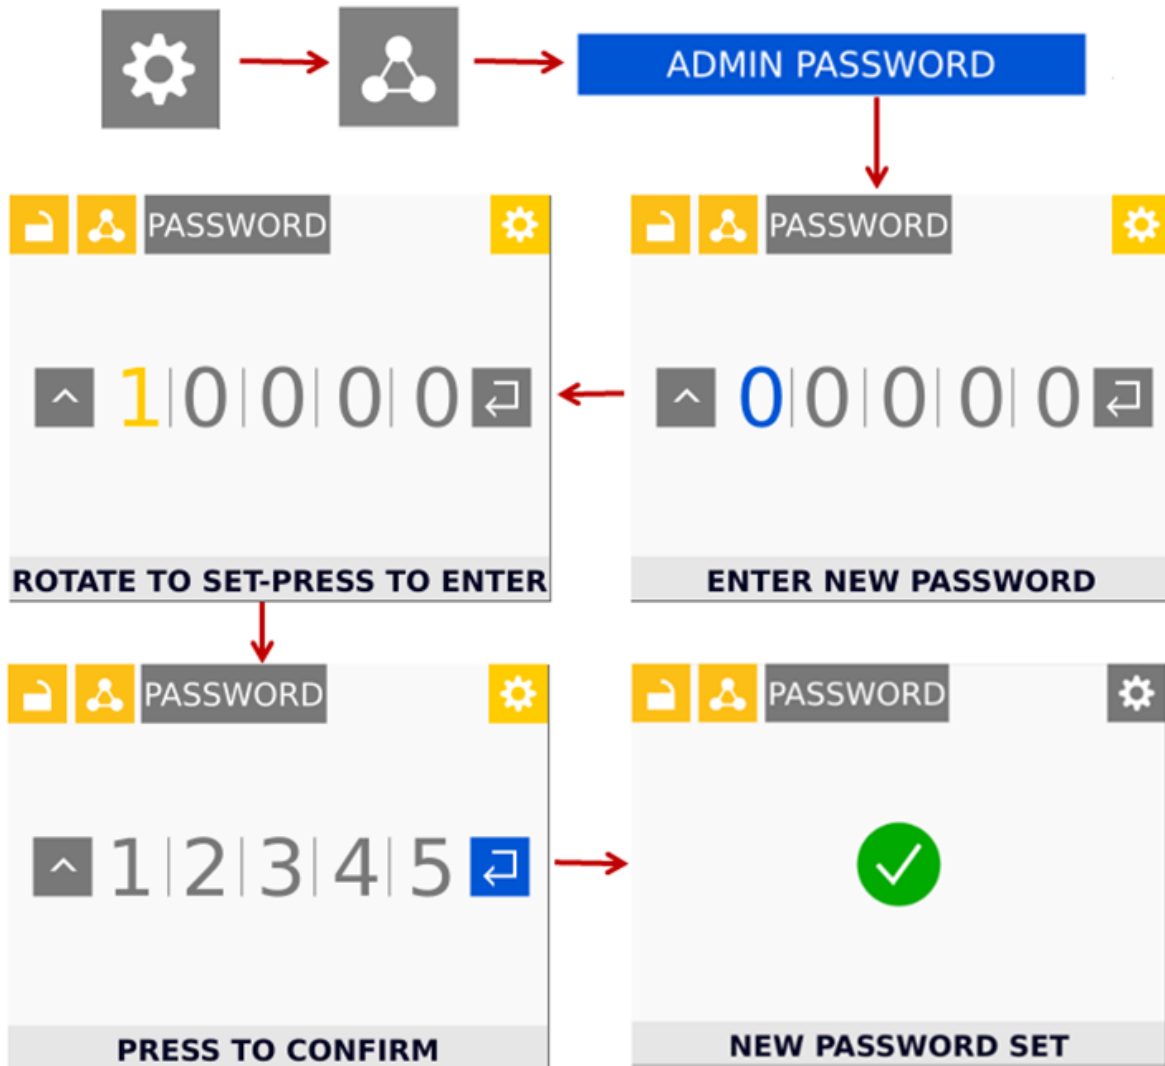 ADMIN PASSWORD
PASSWORD
0 0 0 0 0
ENTER NEW PASSWORD
PASSWORD
1 0 0 0 0
ROTATE TO SET-PRESS TO ENTER
PASSWORD
1 2 3 4 5
PRESS TO CONFIRM
PASSWORD
NEW PASSWORD SET